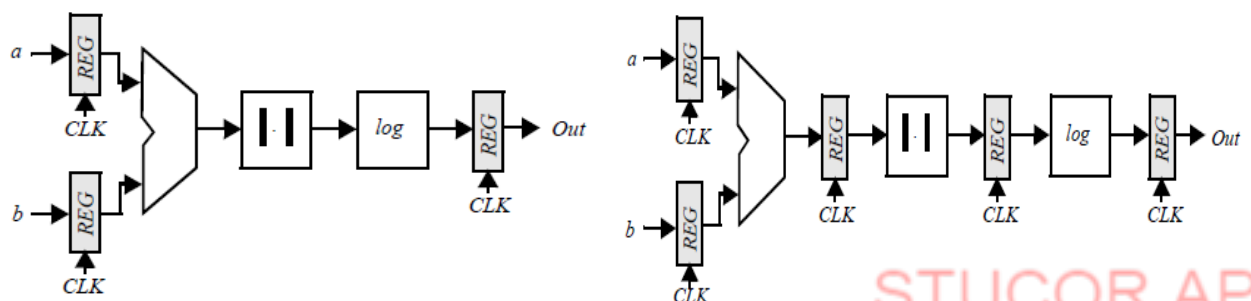 a
REG
CLK
b
REG
CLK
| · |
log
REG
CLK
Out
a
REG
CLK
b
REG
CLK
REG
CLK
| · |
REG
CLK
log
REG
CLK
Out
STUCOR AP